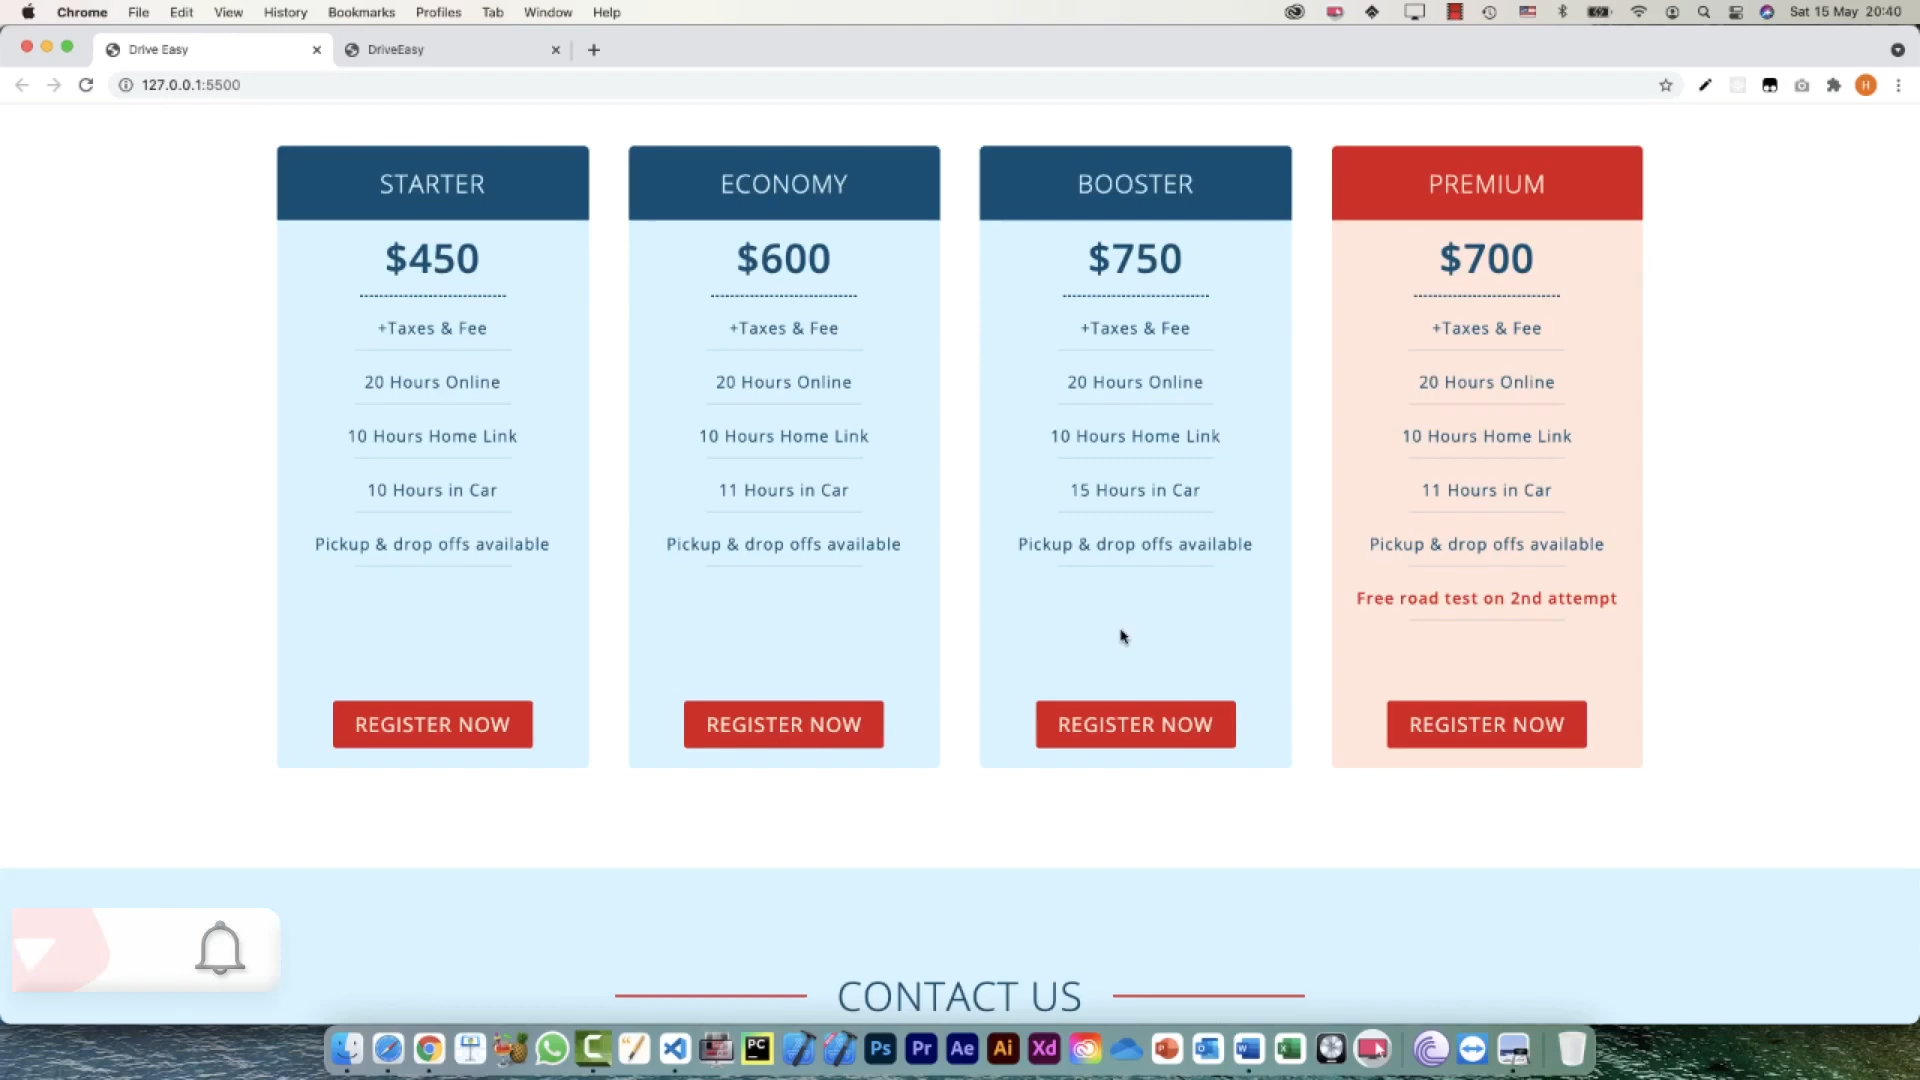 Chrome File Edit View History Bookmarks Profiles Tab Window Help Sat 15 May 20:40
Drive Easy DriveEasy
127.0.0.1:5500 H
STARTER
$450
+Taxes & Fee
20 Hours Online
10 Hours Home Link
10 Hours in Car
Pickup & drop offs available
REGISTER NOW
ECONOMY
$600
+Taxes & Fee
20 Hours Online
10 Hours Home Link
11 Hours in Car
Pickup & drop offs available
REGISTER NOW
BOOSTER
$750
+Taxes & Fee
20 Hours Online
10 Hours Home Link
15 Hours in Car
Pickup & drop offs available
REGISTER NOW
PREMIUM
$700
+Taxes & Fee
20 Hours Online
10 Hours Home Link
11 Hours in Car
Pickup & drop offs available
Free road test on 2nd attempt
REGISTER NOW
CONTACT US
PC Ps Pr Ae Ai Xd